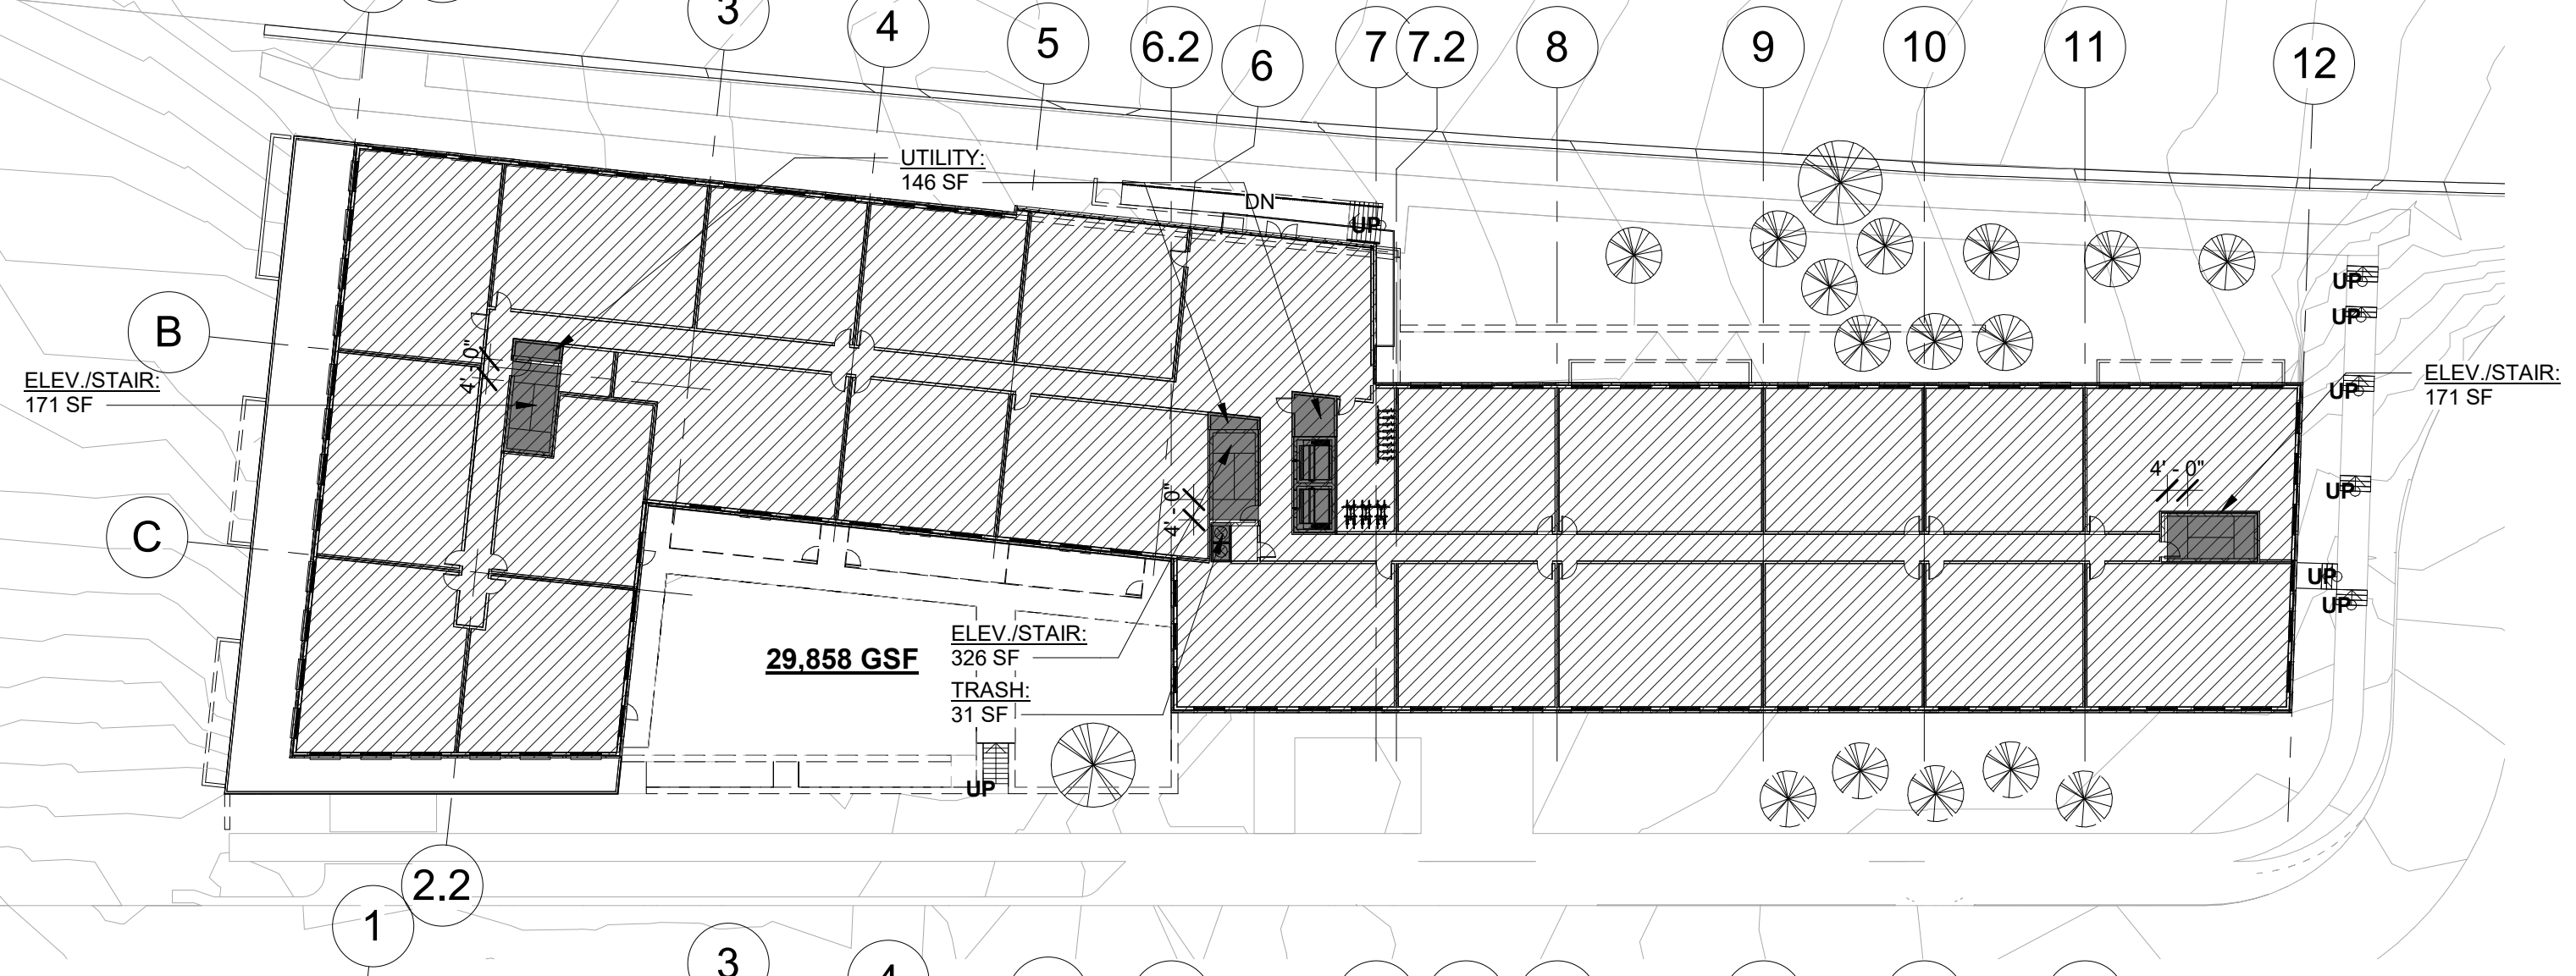 3
4
5
6.2
6
7
7.2
8
9
10
11
12
UTILITY:
146 SF
DN
UP
UP
UP
B
4' - 0"
ELEV./STAIR:
171 SF
ELEV./STAIR:
171 SF
UP
4' - 0"
UP
4' - 0"
C
UP
UP
ELEV./STAIR:
326 SF
29,858 GSF
TRASH:
31 SF
UP
2.2
1
3
4